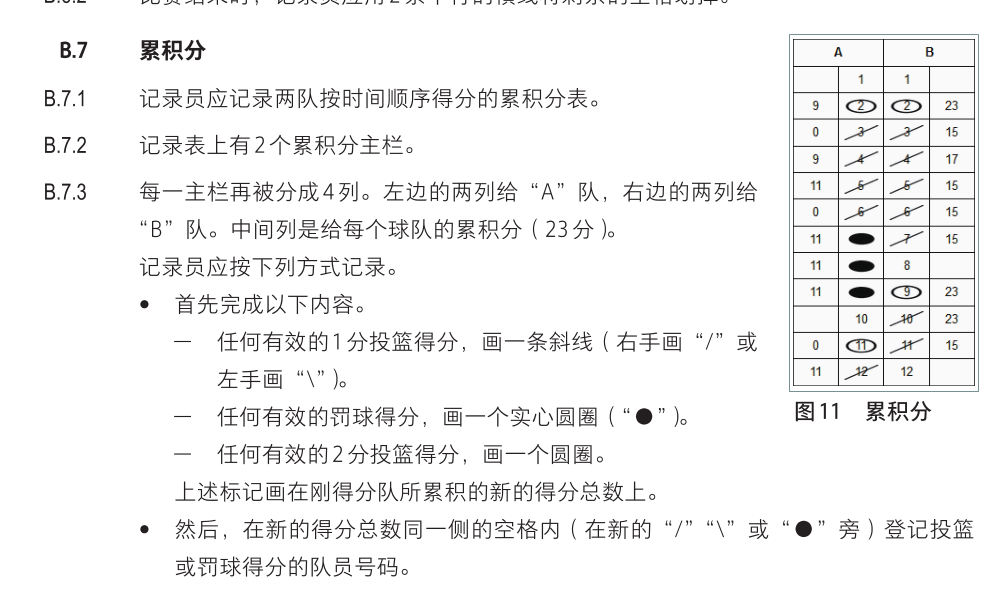 B.7 累积分
B.7.1 记录员应记录两队按时间顺序得分的累积分表。
B.7.2 记录表上有2个累积分主栏。
B.7.3 每一主栏再被分成4列。左边的两列给“A”队，右边的两列给
“B”队。中间列是给每个球队的累积分（23分）。
记录员应按下列方式记录。
• 首先完成以下内容。
— 任何有效的1分投篮得分，画一条斜线（右手画“/”或
左手画“\”）。
— 任何有效的罚球得分，画一个实心圆圈（“●”）。
— 任何有效的2分投篮得分，画一个圆圈。
上述标记画在刚得分队所累积的新的得分总数上。
• 然后，在新的得分总数同一侧的空格内（在新的“/”“\”或“●”旁）登记投篮
或罚球得分的队员号码。
A B
1 1
9 2 2 23
0 3 3 15
9 4 4 17
11 5 5 15
0 6 6 15
11 7 15
11 8
11 9 23
10 10 23
0 11 11 15
11 12 12
图11 累积分